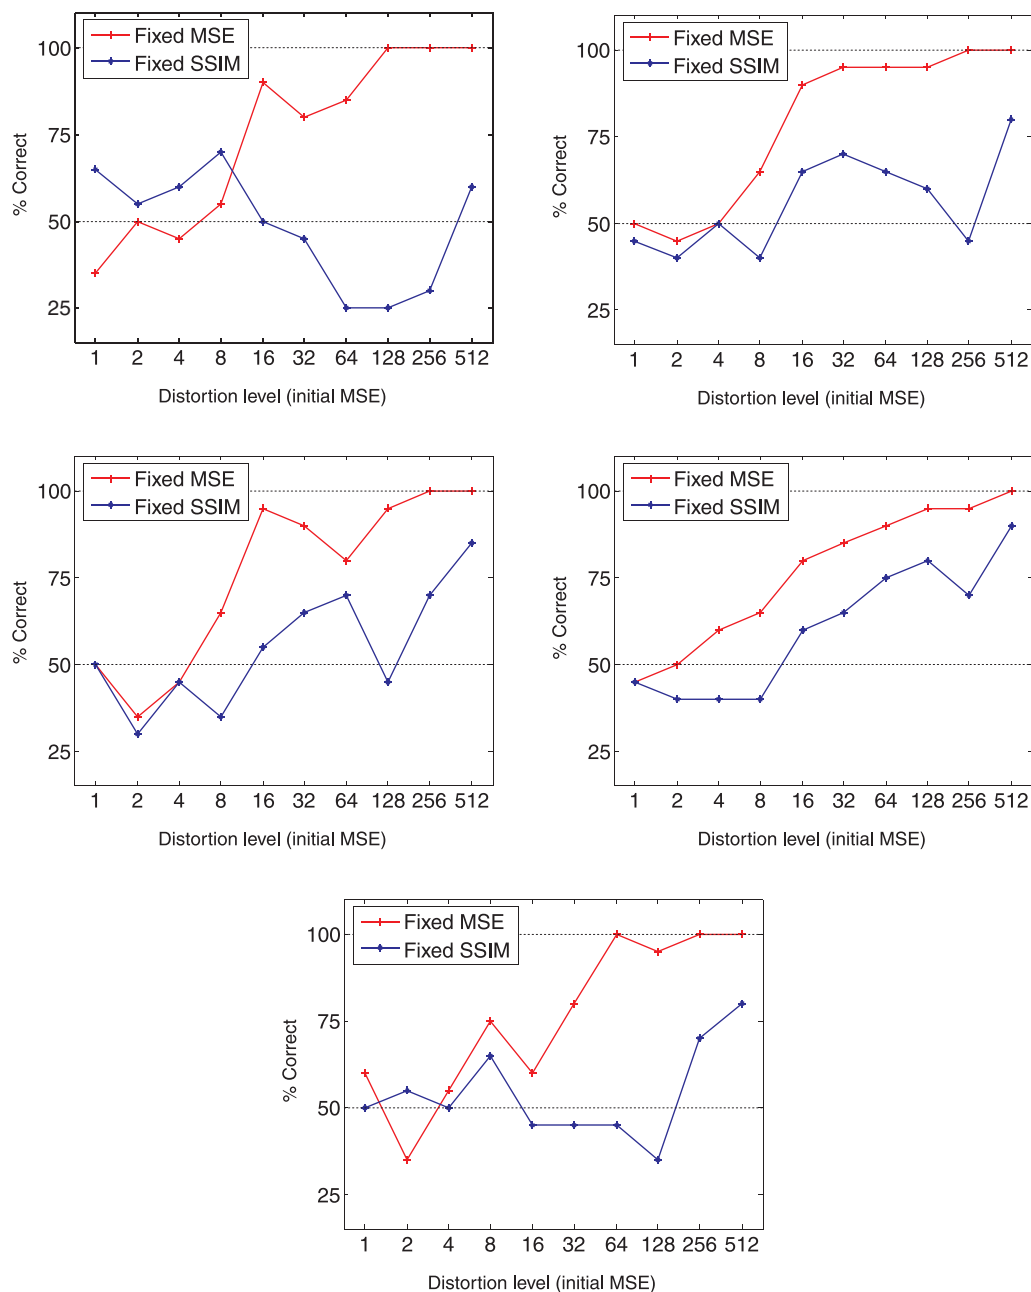 Fixed MSE
Fixed SSIM
100
75
50
25
% Correct
1 2 4 8 16 32 64 128 256 512
Distortion level (initial MSE)
Fixed MSE
Fixed SSIM
100
75
50
25
% Correct
1 2 4 8 16 32 64 128 256 512
Distortion level (initial MSE)
Fixed MSE
Fixed SSIM
100
75
50
25
% Correct
1 2 4 8 16 32 64 128 256 512
Distortion level (initial MSE)
Fixed MSE
Fixed SSIM
100
75
50
25
% Correct
1 2 4 8 16 32 64 128 256 512
Distortion level (initial MSE)
Fixed MSE
Fixed SSIM
100
75
50
25
% Correct
1 2 4 8 16 32 64 128 256 512
Distortion level (initial MSE)